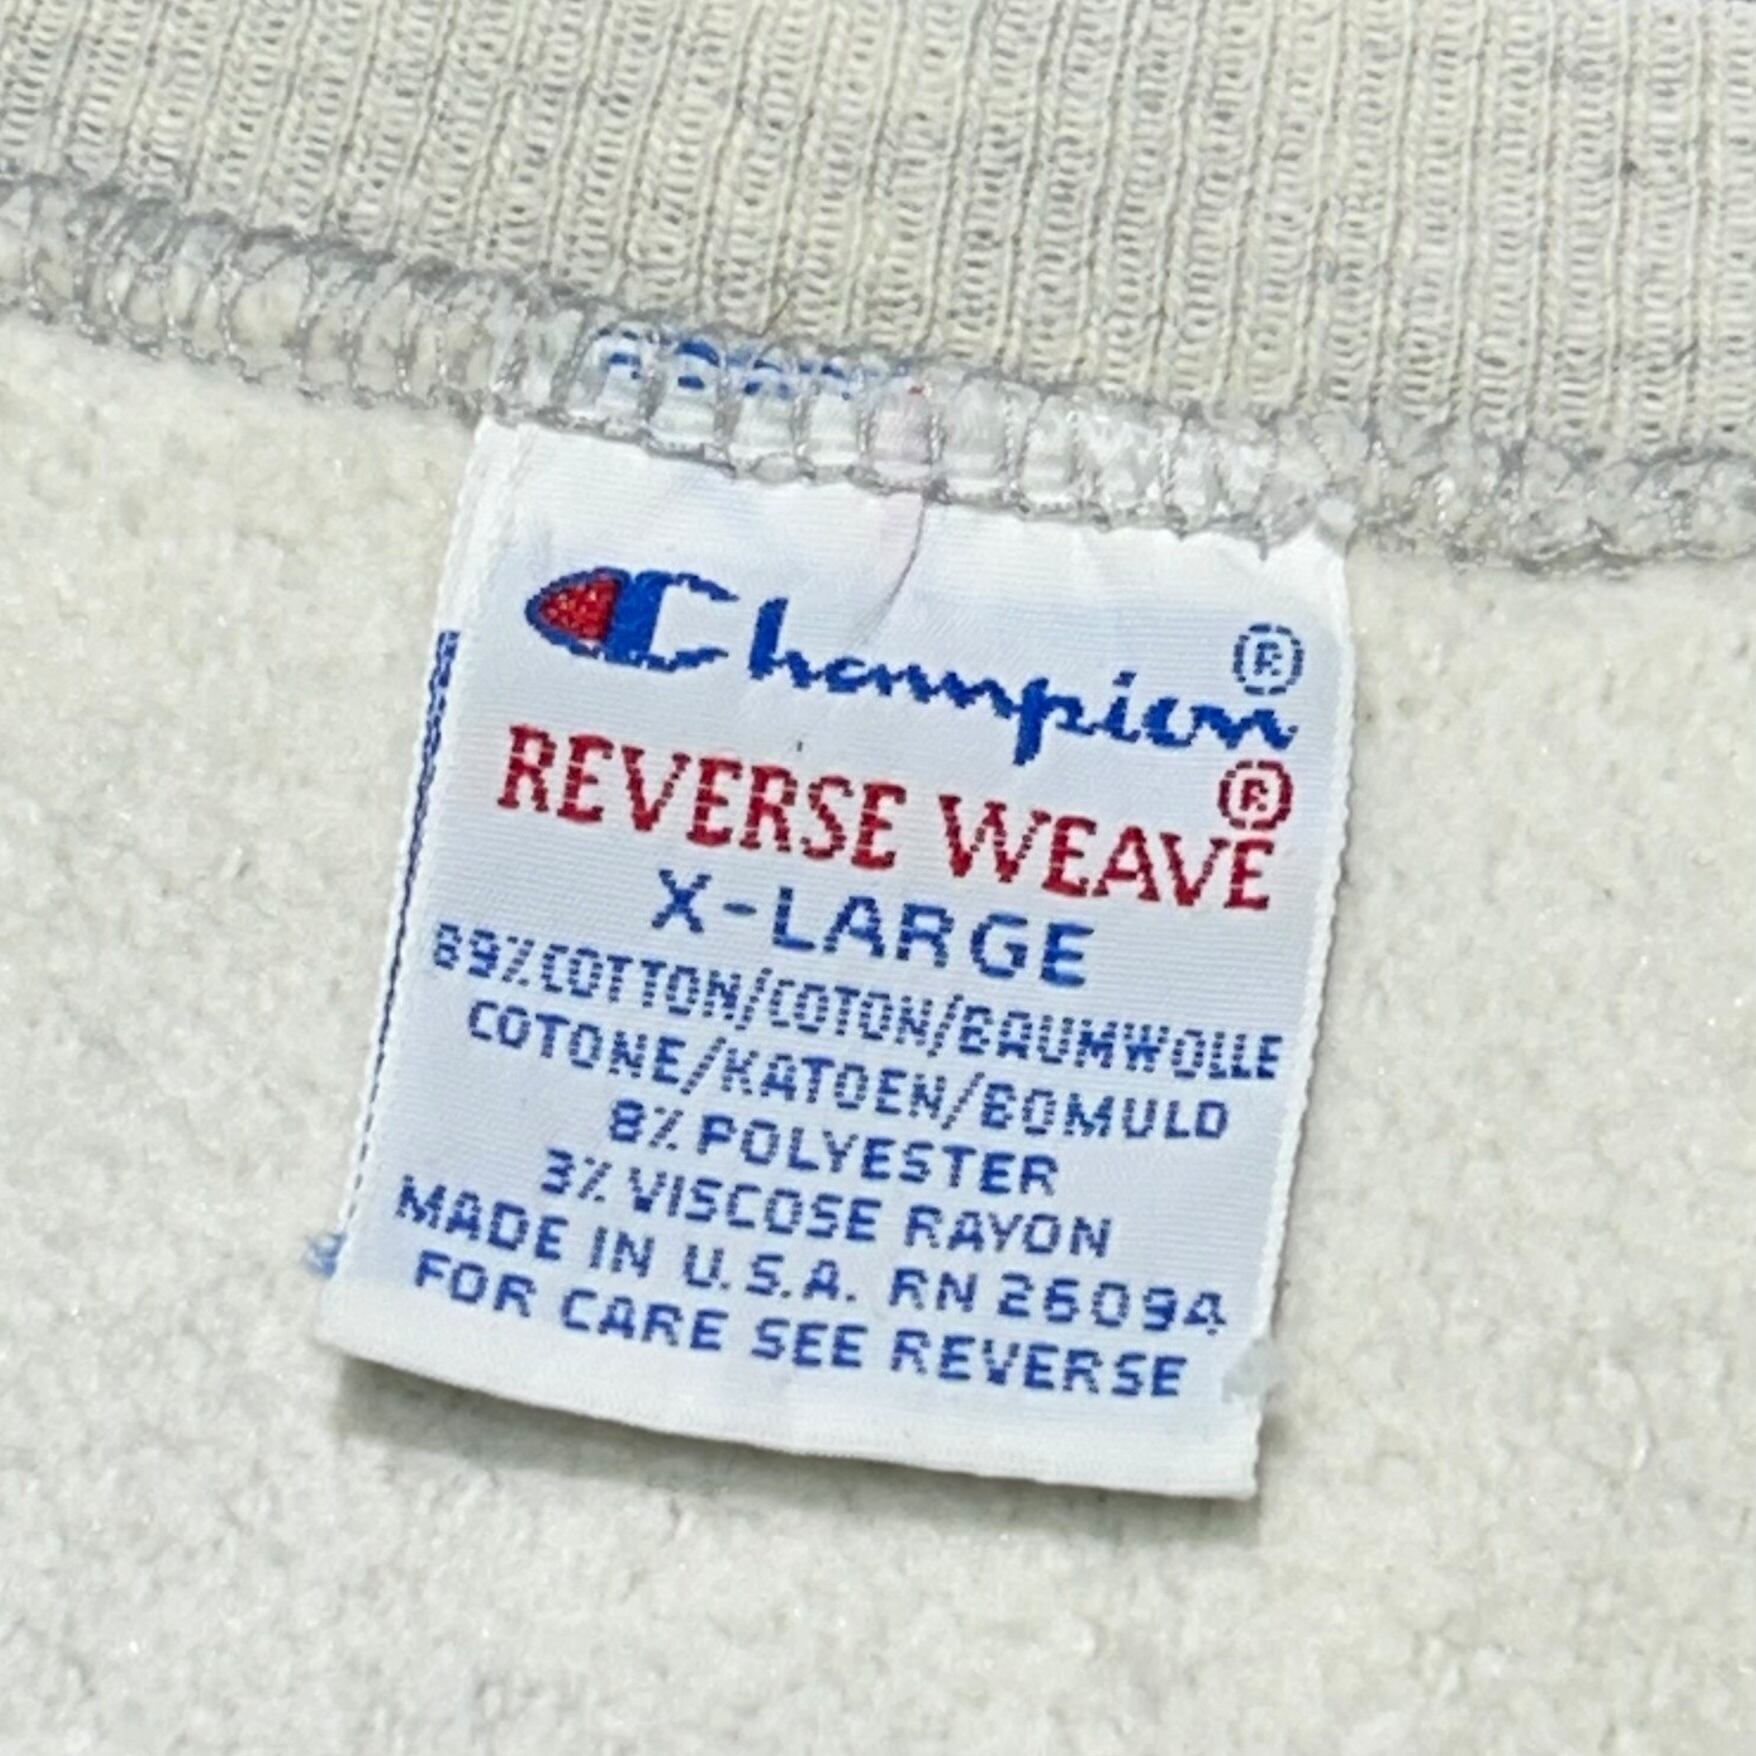 Champion®
REVERSE WEAVE®
X-LARGE
89% COTTON/COTON/BAUMWOLLE
COTONE/KATOEN/BOMULD
8% POLYESTER
3% VISCOSE RAYON
MADE IN U.S.A. RN 26094
FOR CARE SEE REVERSE